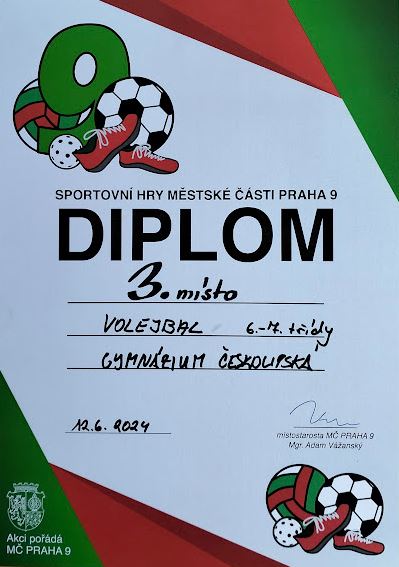 9
SPORTOVNÍ HRY MĚSTSKÉ ČÁSTI PRAHA 9
DIPLOM
3. místo
VOLEJBAL 6.-7. třídy
GYMNÁZIUM ČESKOLIPSKÁ
12.6. 2024
místostarosta MČ PRAHA 9
Mgr. Adam Vážanský
Akci pořádá
MČ PRAHA 9